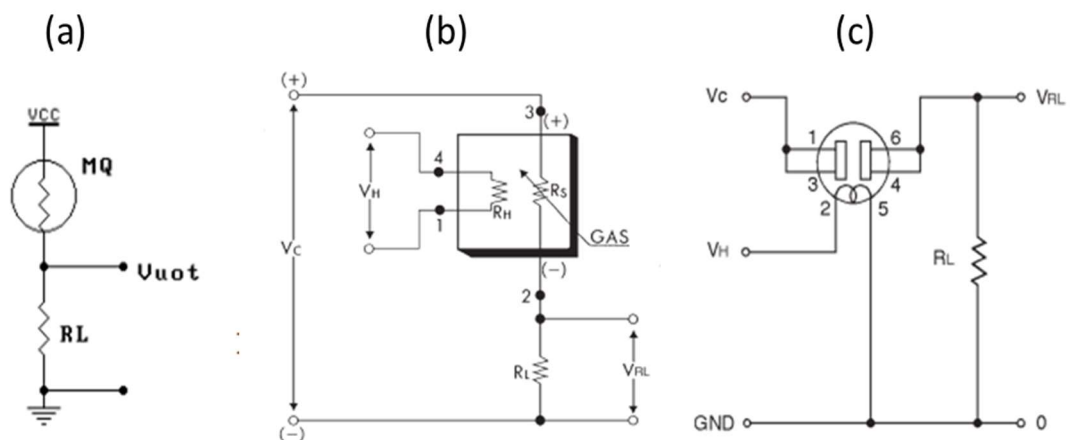 (a)
(b)
(c)
VCC
MQ
Vuot
RL
(+)
3
(+)
4
VH
RH
RS
1
GAS
VC
(−)
2
RL
VRL
(−)
Vc
VRL
1
6
3
4
2
5
VH
RL
GND
0